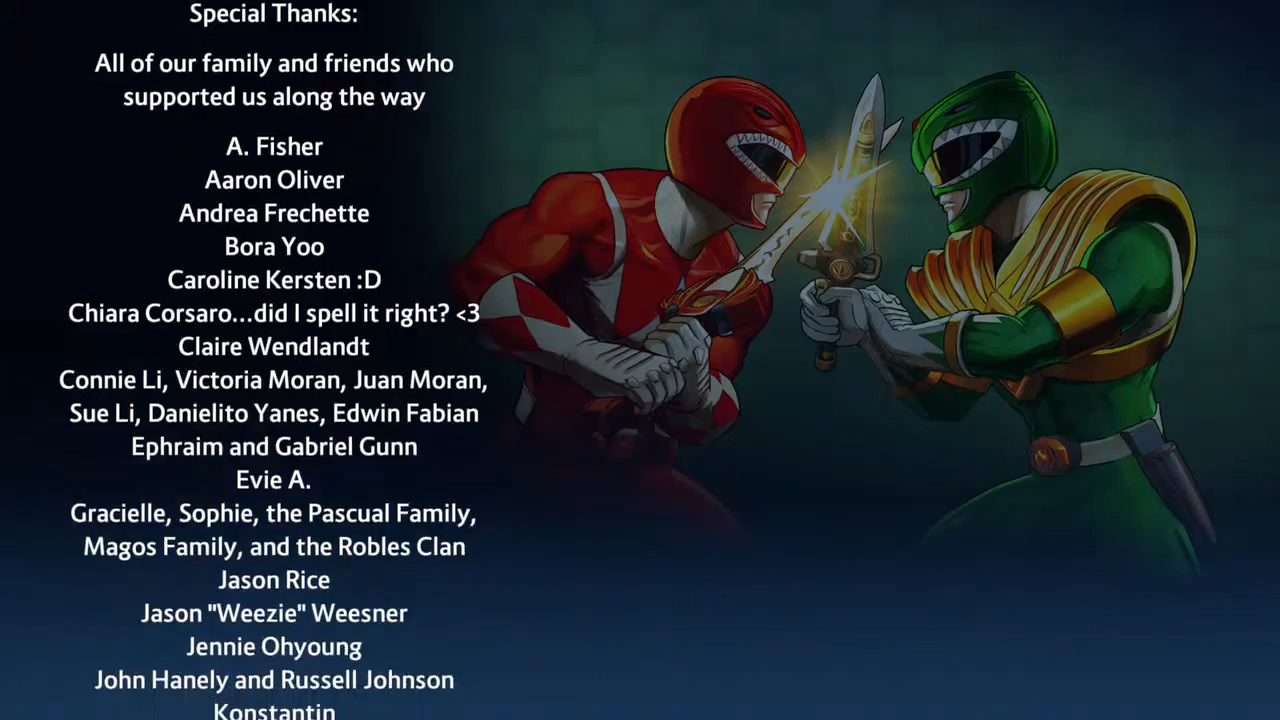 Special Thanks:
All of our family and friends who
supported us along the way
A. Fisher
Aaron Oliver
Andrea Frechette
Bora Yoo
Caroline Kersten :D
Chiara Corsaro...did I spell it right? <3
Claire Wendlandt
Connie Li, Victoria Moran, Juan Moran,
Sue Li, Danielito Yanes, Edwin Fabian
Ephraim and Gabriel Gunn
Evie A.
Gracielle, Sophie, the Pascual Family,
Magos Family, and the Robles Clan
Jason Rice
Jason "Weezie" Weesner
Jennie Ohyoung
John Hanely and Russell Johnson
Konstantin